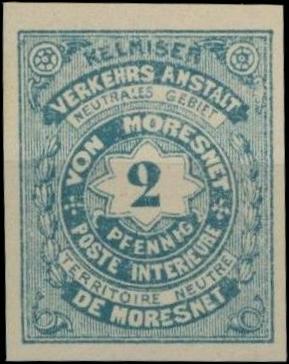 KELMISER
VERKEHRS ANSTALT
NEUTRALES GEBIET
VON MORESNET
2
PFENNIG
POSTE INTERIEURE
TERRITOIRE NEUTRE
DE MORESNET